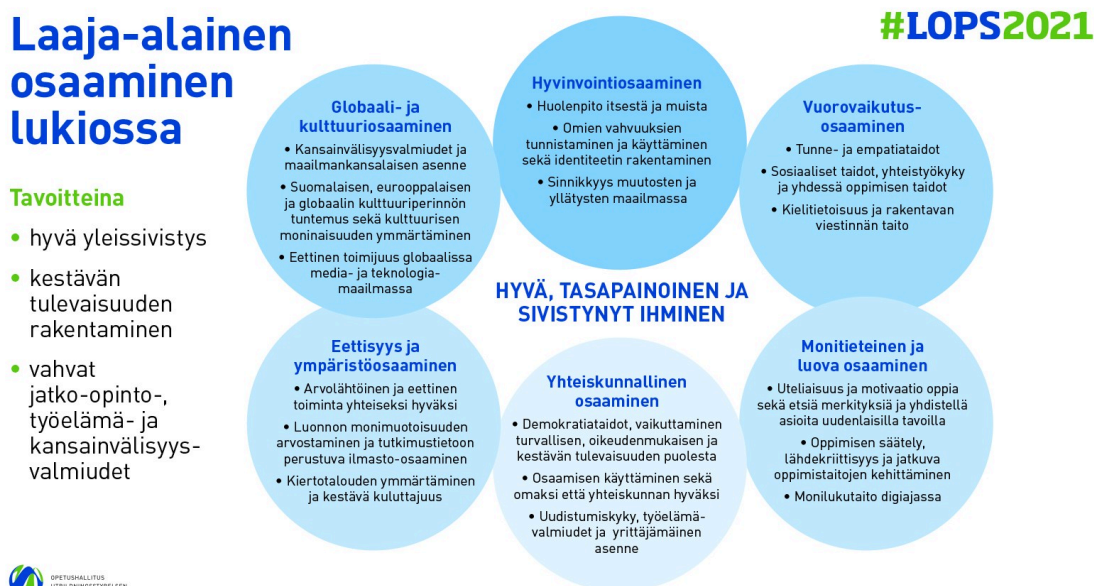 Laaja-alainen
osaaminen
lukiossa
Tavoitteina
• hyvä yleissivistys
• kestävän
tulevaisuuden
rakentaminen
• vahvat
jatko-opinto-,
työelämä- ja
kansainvälisyys-
valmiudet
OPETUSHALLITUS
UTBILDNINGSSTYRELSEN
#LOPS2021
Globaali- ja
kulttuuriosaaminen
• Kansainvälisyysvalmiudet ja
maailmankansalaisen asenne
• Suomalaisen, eurooppalaisen
ja globaalin kulttuuriperinnön
tuntemus sekä kulttuurisen
moninaisuuden ymmärtäminen
• Eettinen toimijuus globaalissa
media- ja teknologia-
maailmassa
Hyvinvointiosaaminen
• Huolenpito itsestä ja muista
• Omien vahvuuksien
tunnistaminen ja käyttäminen
sekä identiteetin rakentaminen
• Sinnikkyys muutosten ja
yllätysten maailmassa
Vuorovaikutus-
osaaminen
• Tunne- ja empatiataidot
• Sosiaaliset taidot, yhteistyökyky
ja yhdessä oppimisen taidot
• Kielitietoisuus ja rakentavan
viestinnän taito
HYVÄ, TASAPAINOINEN JA
SIVISTYNYT IHMINEN
Eettisyys ja
ympäristöosaaminen
• Arvolähtöinen ja eettinen
toiminta yhteiseksi hyväksi
• Luonnon monimuotoisuuden
arvostaminen ja tutkimustietoon
perustuva ilmasto-osaaminen
• Kiertotalouden ymmärtäminen
ja kestävä kuluttajuus
Yhteiskunnallinen
osaaminen
• Demokratiataidot, vaikuttaminen
turvallisen, oikeudenmukaisen ja
kestävän tulevaisuuden puolesta
• Osaamisen käyttäminen sekä
omaksi että yhteiskunnan hyväksi
• Uudistumiskyky, työelämä-
valmiudet ja yrittäjämäinen
asenne
Monitieteinen ja
luova osaaminen
• Uteliaisuus ja motivaatio oppia
sekä etsiä merkityksiä ja yhdistellä
asioita uudenlaisilla tavoilla
• Oppimisen säätely,
lähdekriittisyys ja jatkuva
oppimistaitojen kehittäminen
• Monilukutaito digiajassa